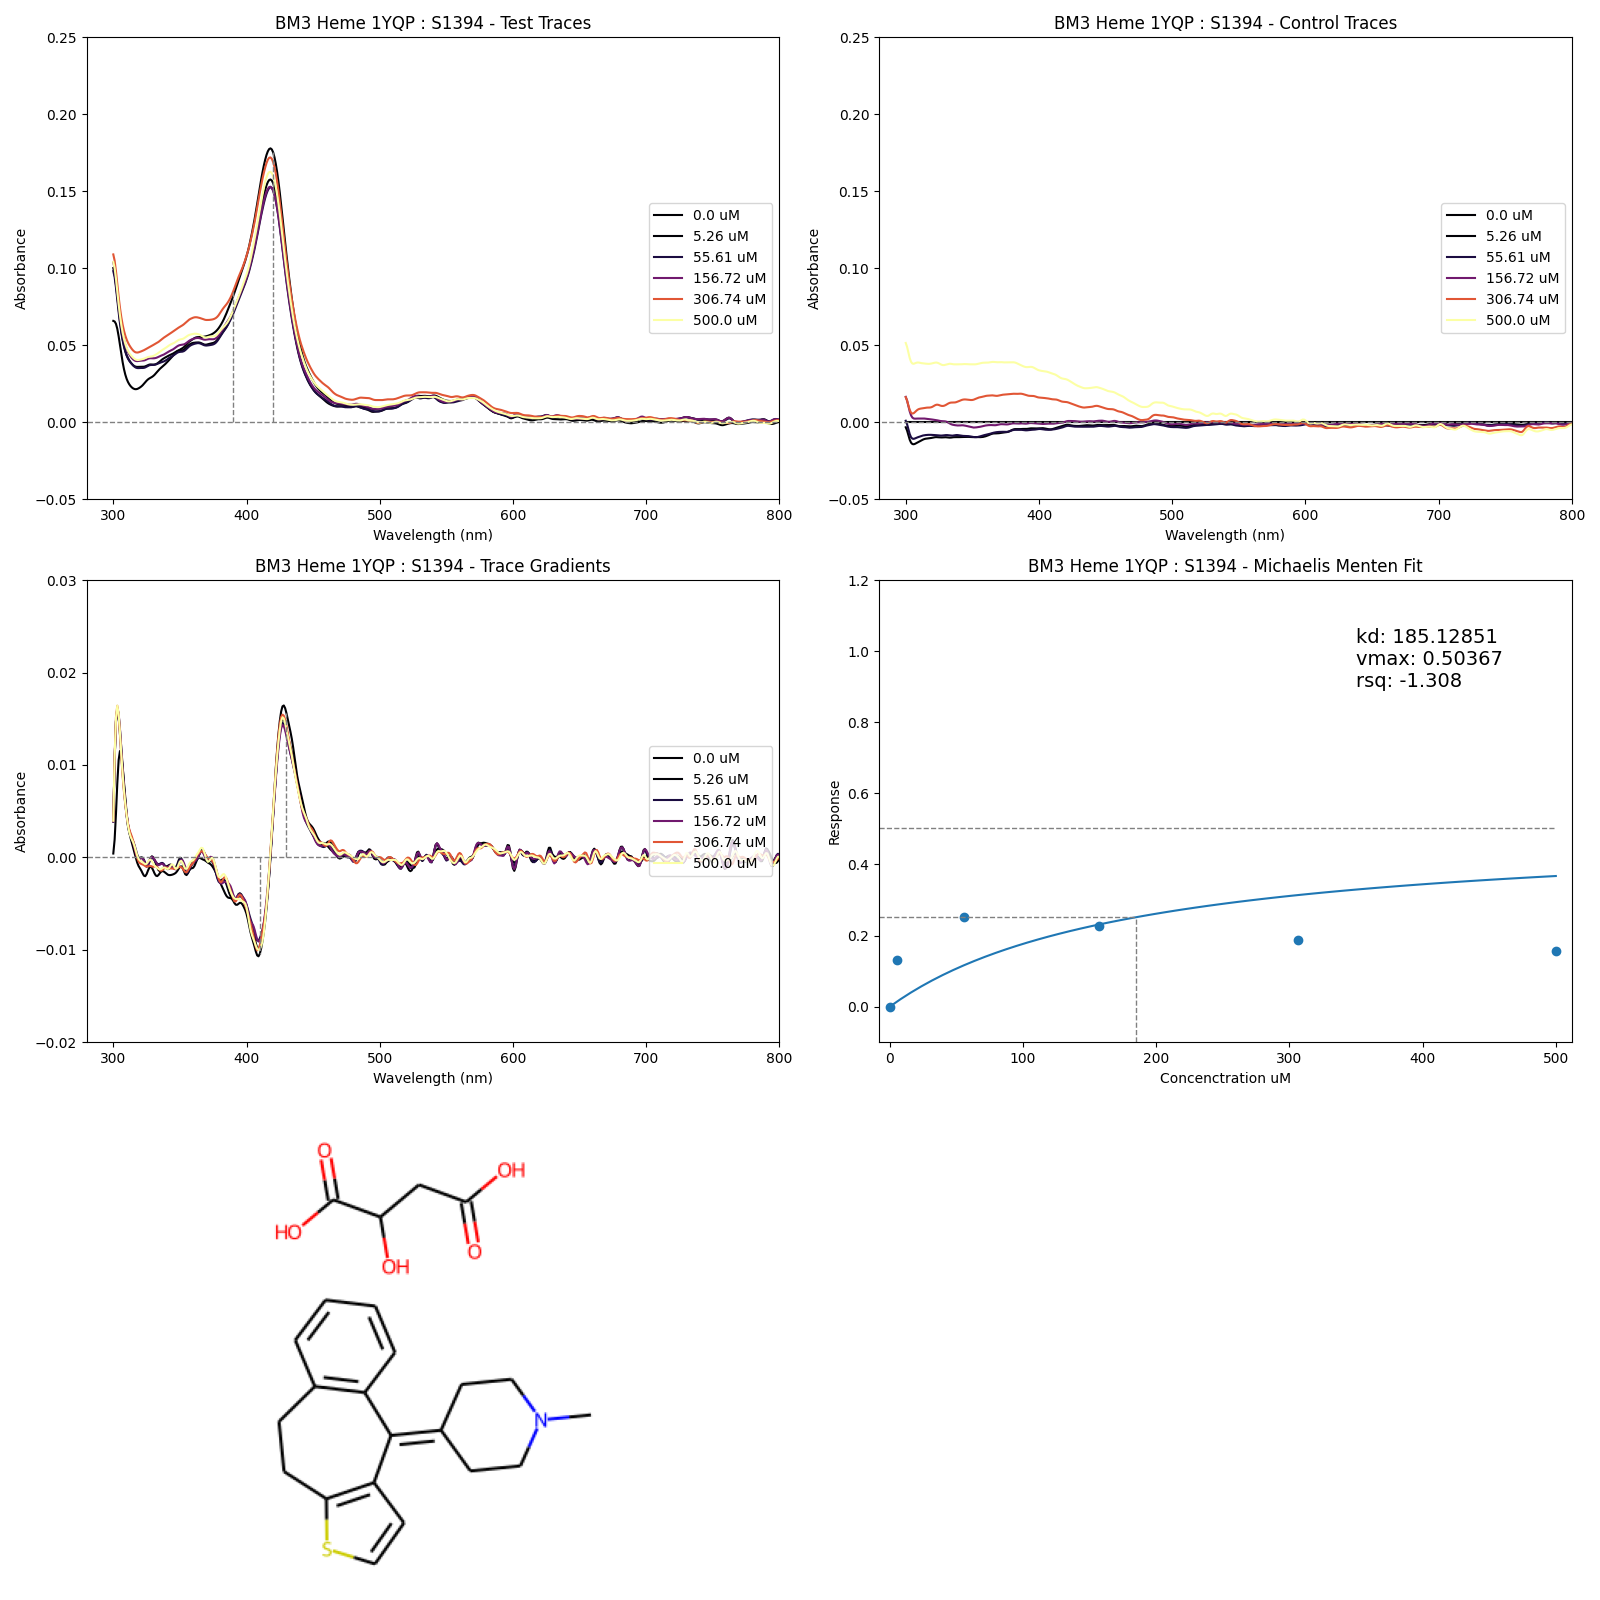 BM3 Heme 1YQP : S1394 - Test Traces
0.25
0.20
0.15
0.10
0.05
0.00
−0.05
Absorbance
300 400 500 600 700 800
Wavelength (nm)
0.0 uM
5.26 uM
55.61 uM
156.72 uM
306.74 uM
500.0 uM
BM3 Heme 1YQP : S1394 - Control Traces
0.25
0.20
0.15
0.10
0.05
0.00
−0.05
Absorbance
300 400 500 600 700 800
Wavelength (nm)
0.0 uM
5.26 uM
55.61 uM
156.72 uM
306.74 uM
500.0 uM
BM3 Heme 1YQP : S1394 - Trace Gradients
0.03
0.02
0.01
0.00
−0.01
−0.02
Absorbance
300 400 500 600 700 800
Wavelength (nm)
0.0 uM
5.26 uM
55.61 uM
156.72 uM
306.74 uM
500.0 uM
BM3 Heme 1YQP : S1394 - Michaelis Menten Fit
1.2
1.0
0.8
0.6
0.4
0.2
0.0
Response
0 100 200 300 400 500
Concenctration uM
kd: 185.12851
vmax: 0.50367
rsq: -1.308
O
OH
HO
O
OH
N
S